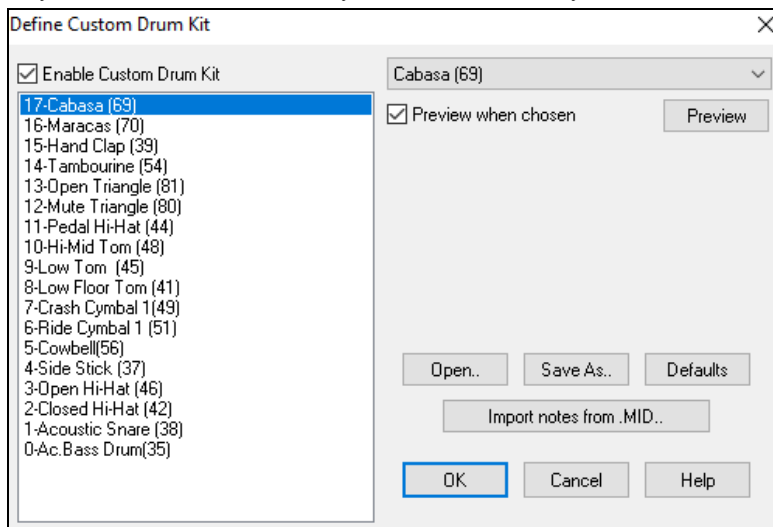 Define Custom Drum Kit
Enable Custom Drum Kit
Cabasa (69)
17-Cabasa (69)
16-Maracas (70)
15-Hand Clap (39)
14-Tambourine (54)
13-Open Triangle (81)
12-Mute Triangle (80)
11-Pedal Hi-Hat (44)
10-Hi-Mid Tom (48)
9-Low Tom  (45)
8-Low Floor Tom (41)
7-Crash Cymbal 1(49)
6-Ride Cymbal 1 (51)
5-Cowbell(56)
4-Side Stick (37)
3-Open Hi-Hat (46)
2-Closed Hi-Hat (42)
1-Acoustic Snare (38)
0-Ac.Bass Drum(35)
Preview when chosen
Preview
Open..
Save As..
Defaults
Import notes from .MID..
OK
Cancel
Help